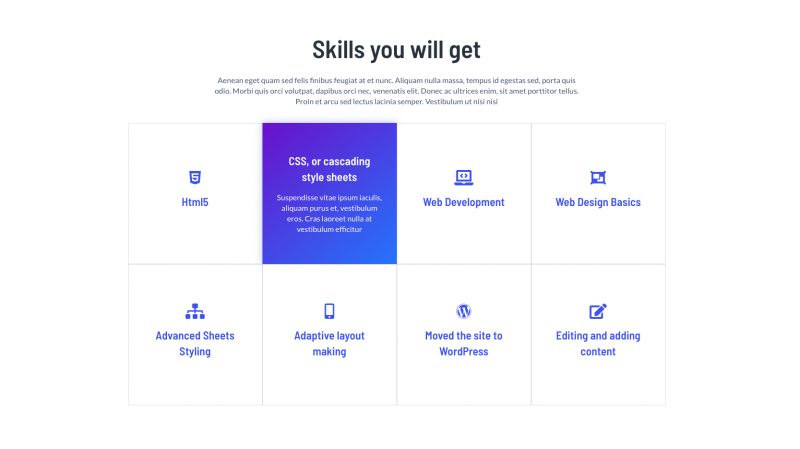 Skills you will get
Aenean eget quam sed felis finibus feugiat at et nunc. Aliquam nulla massa, tempus id egestas sed, porta quis
odio. Morbi quis orci volutpat, dapibus orci nec, venenatis elit. Donec ac ultrices enim, sit amet porttitor tellus.
Proin et arcu sed lectus lacinia semper. Vestibulum ut nisi nisi
Html5
CSS, or cascading
style sheets
Suspendisse vitae ipsum iaculis,
aliquam purus et, vestibulum
eros. Cras laoreet nulla at
vestibulum efficitur
Web Development
Web Design Basics
Advanced Sheets
Styling
Adaptive layout
making
Moved the site to
WordPress
Editing and adding
content